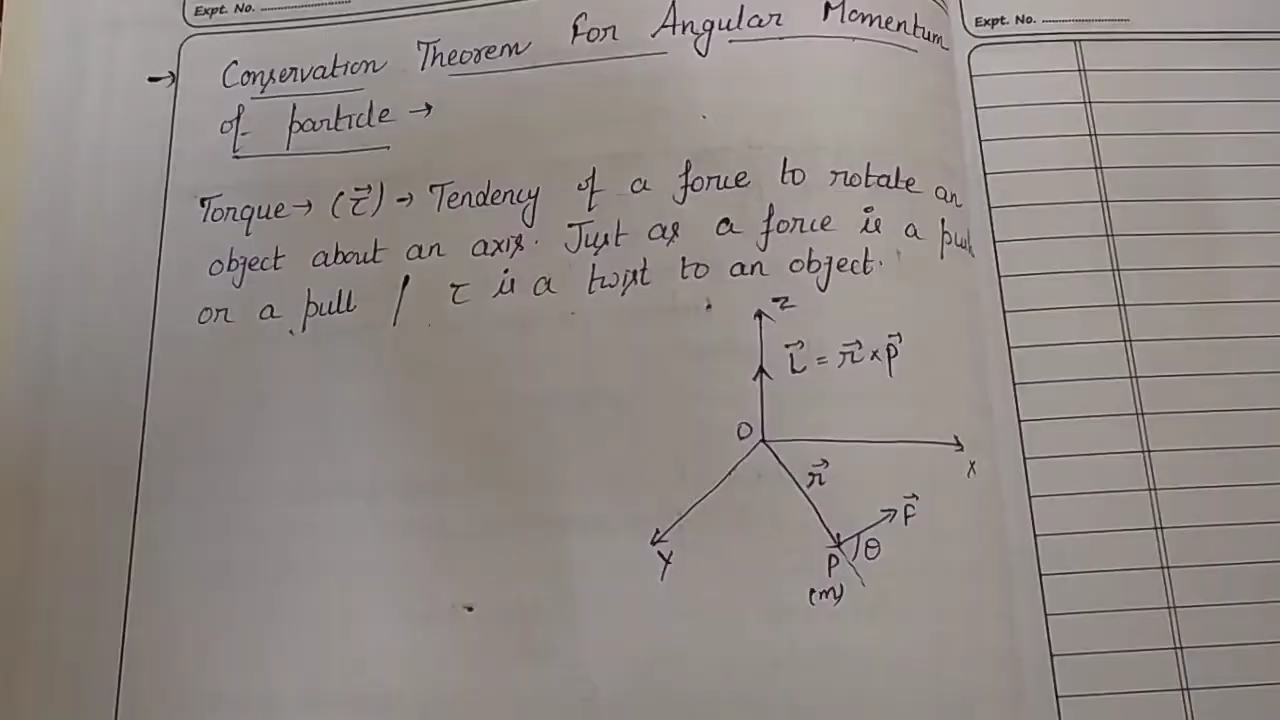 Expt. No.
Expt. No.
→ Conservation Theorem For Angular Momentum
of particle →
Torque → (τ⃗) → Tendency of a force to rotate an
object about an axis. Just as a force is a push
or a pull / τ is a twist to an object.
Z
L⃗ = r⃗ × p⃗
O
X
r⃗
F⃗
θ
Y
P
(m)